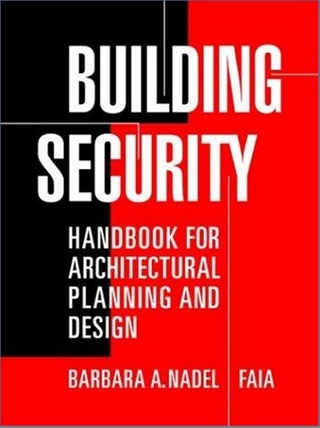 BUILDING
SECURITY
HANDBOOK FOR
ARCHITECTURAL
PLANNING AND
DESIGN
BARBARA A. NADEL FAIA